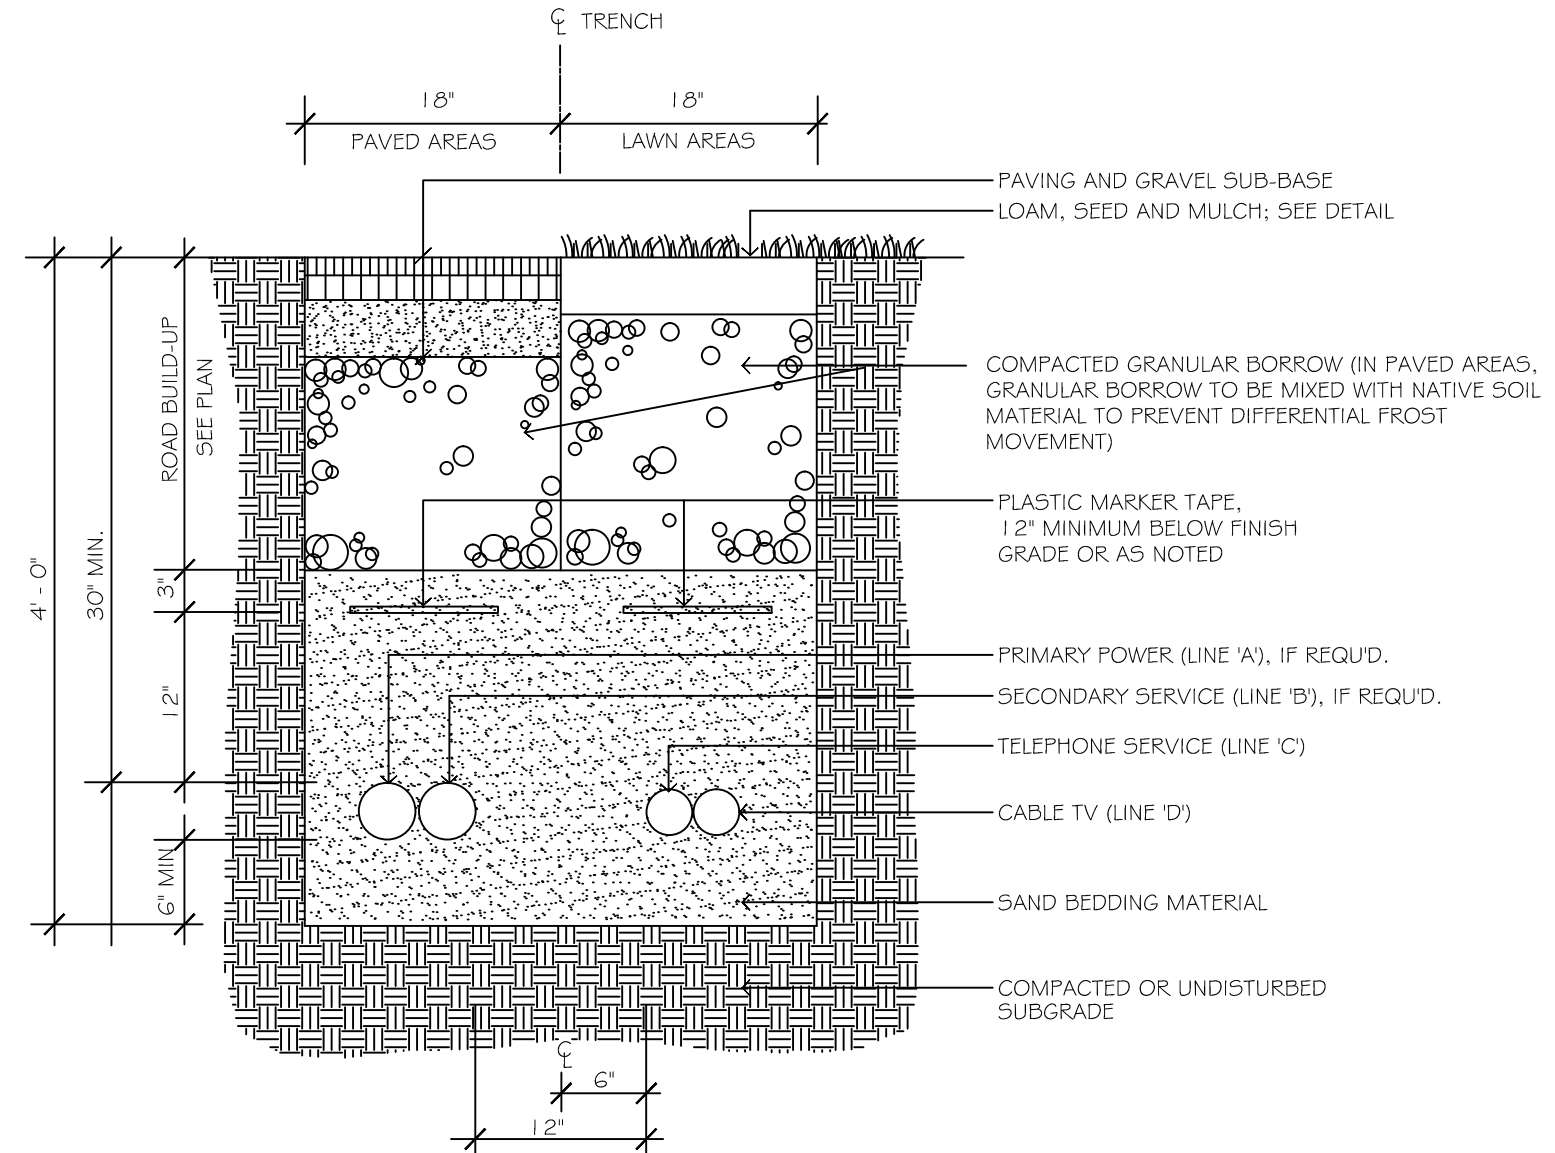 ℄ TRENCH
18"
18"
PAVED AREAS
LAWN AREAS
PAVING AND GRAVEL SUB-BASE
LOAM, SEED AND MULCH; SEE DETAIL
ROAD BUILD-UP
SEE PLAN
COMPACTED GRANULAR BORROW (IN PAVED AREAS,
GRANULAR BORROW TO BE MIXED WITH NATIVE SOIL
MATERIAL TO PREVENT DIFFERENTIAL FROST
MOVEMENT)
PLASTIC MARKER TAPE,
12" MINIMUM BELOW FINISH
GRADE OR AS NOTED
4' - 0"
30" MIN.
3"
12"
6" MIN
PRIMARY POWER (LINE 'A'), IF REQU'D.
SECONDARY SERVICE (LINE 'B'), IF REQU'D.
TELEPHONE SERVICE (LINE 'C')
CABLE TV (LINE 'D')
SAND BEDDING MATERIAL
COMPACTED OR UNDISTURBED
SUBGRADE
℄
6"
12"